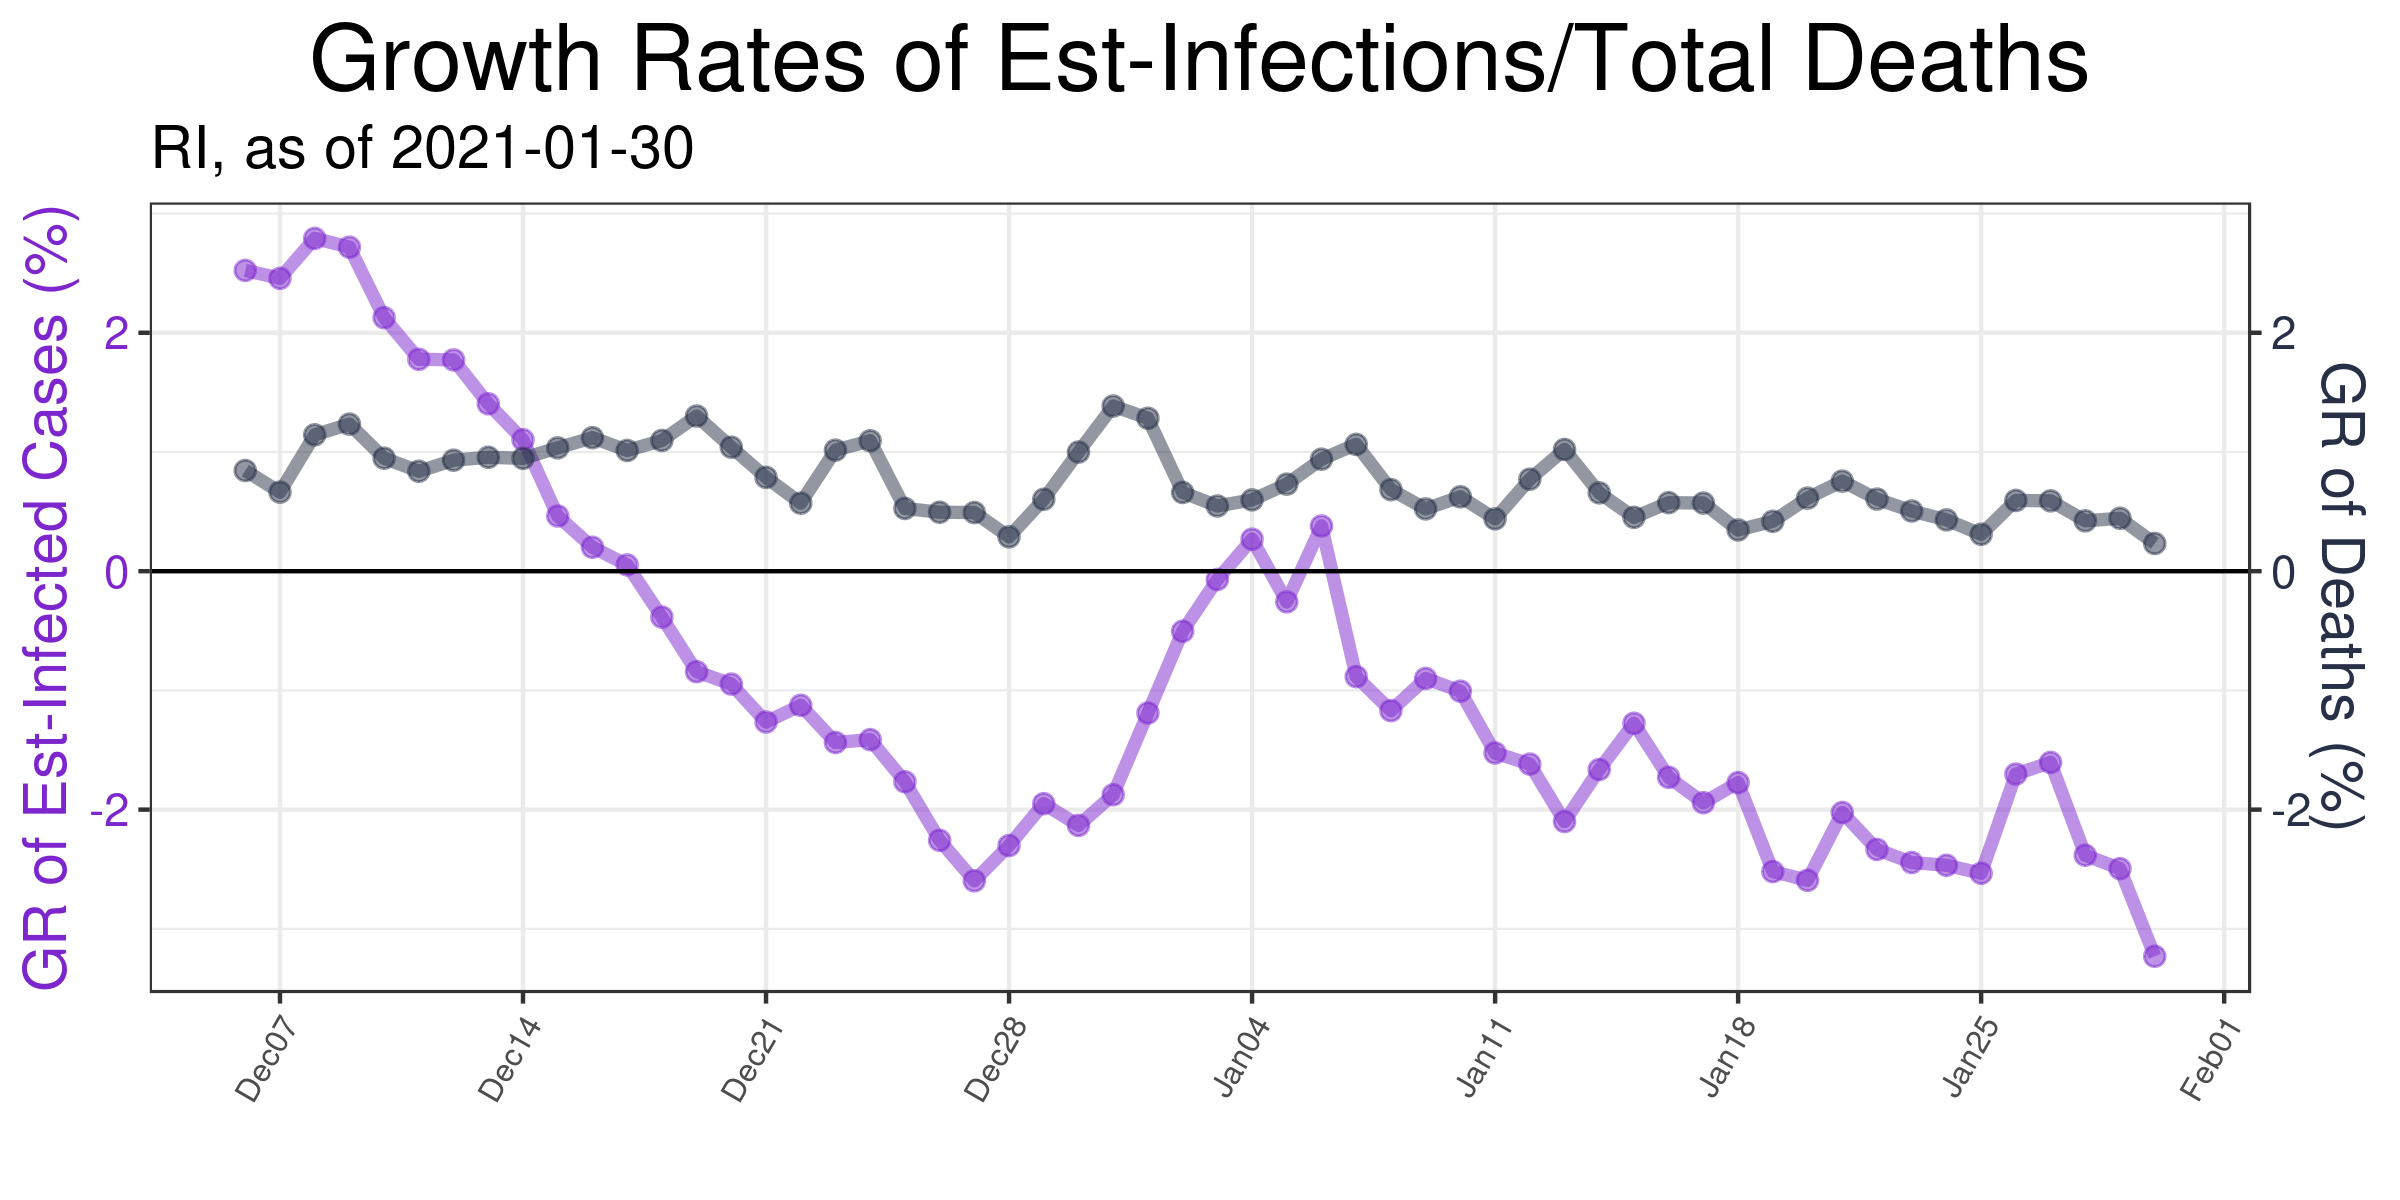 Growth Rates of Est-Infections/Total Deaths
RI, as of 2021-01-30
GR of Est-Infected Cases (%)
2
0
-2
2
0
-2
GR of Deaths (%)
Dec07
Dec14
Dec21
Dec28
Jan04
Jan11
Jan18
Jan25
Feb01